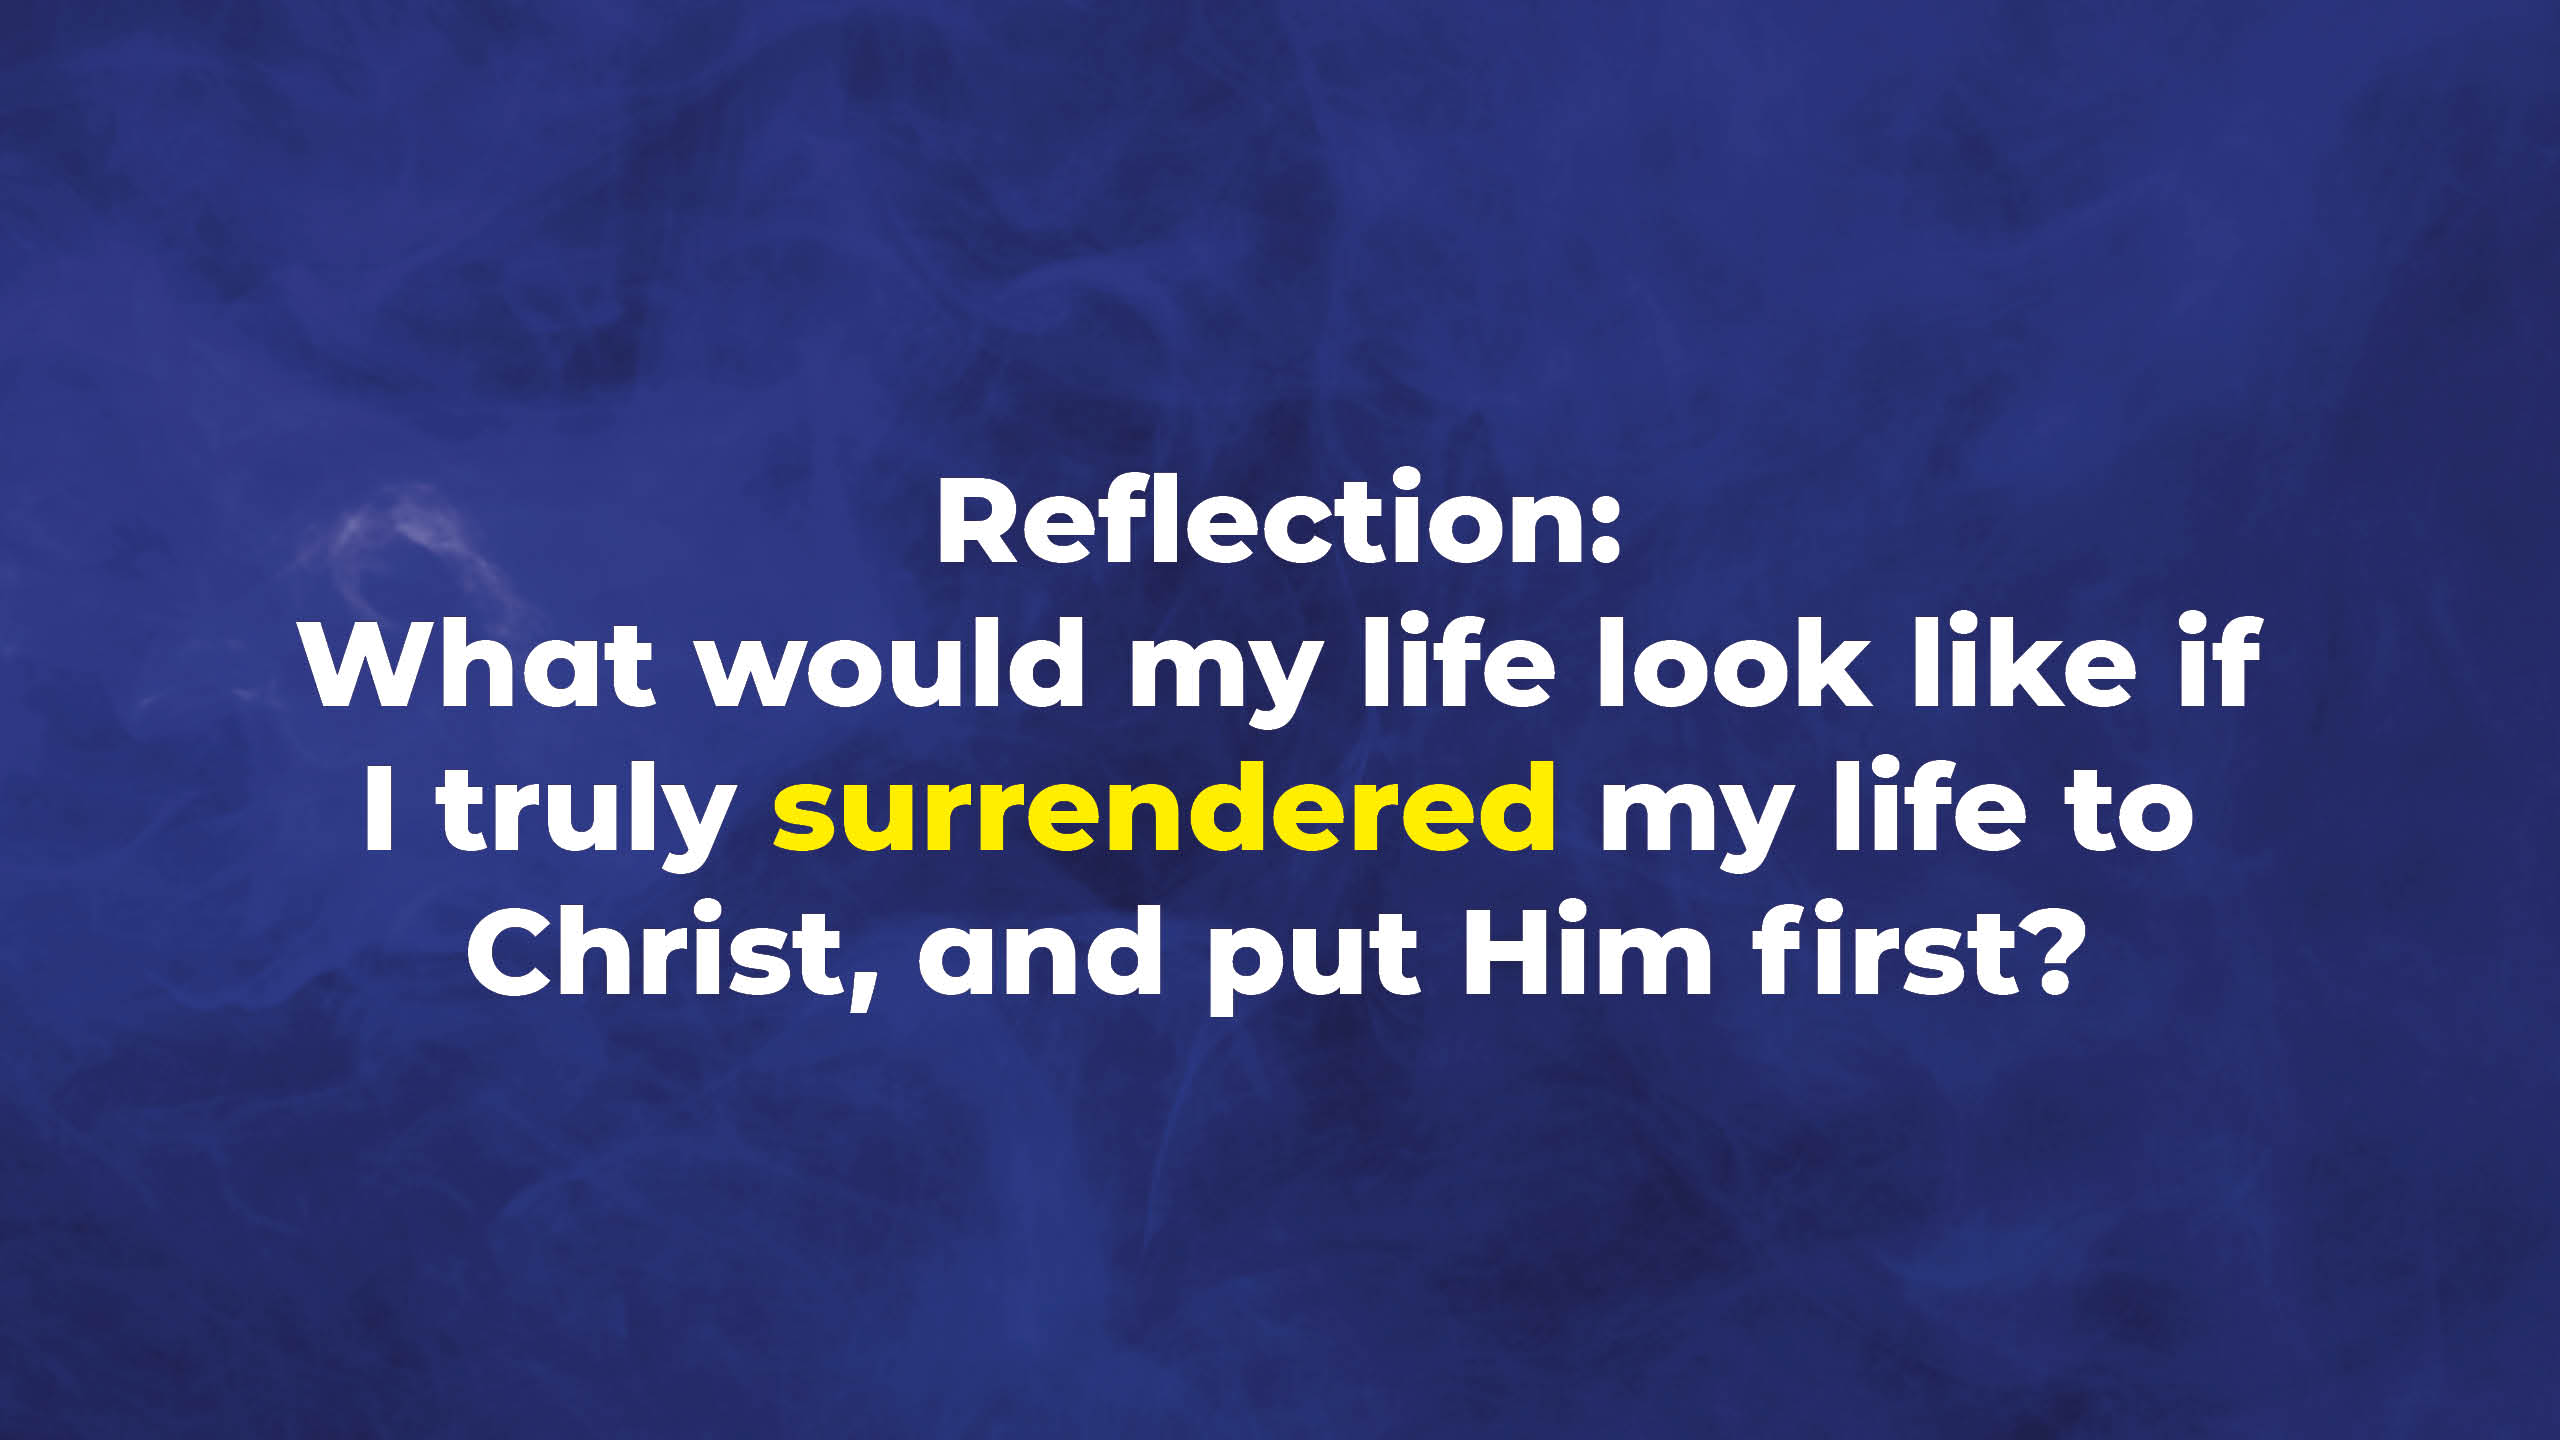 Reflection:
What would my life look like if
I truly surrendered my life to
Christ, and put Him first?